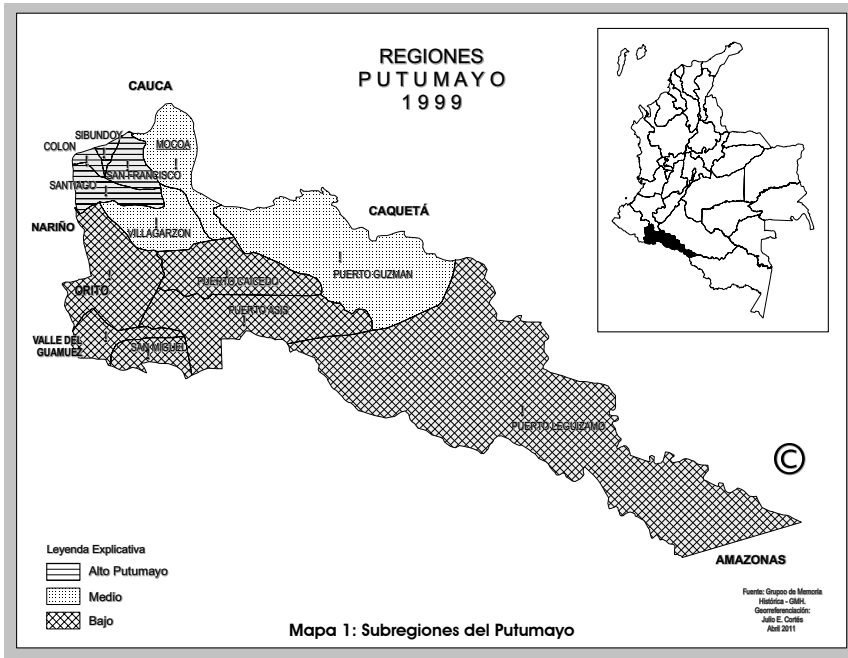 REGIONES
PUTUMAYO
1999
CAUCA
SIBUNDOY
COLON
MOCOA
SAN FRANCISCO
SANTIAGO
NARIÑO
CAQUETÁ
VILLAGARZON
PUERTO GUZMAN
PUERTO CAICEDO
ORITO
PUERTO ASIS
VALLE DEL
GUAMUEZ
SAN MIGUEL
PUERTO LEGUIZAMO
©
AMAZONAS
Leyenda Explicativa
Alto Putumayo
Medio
Bajo
Fuente: Grupoo de Memoria
Histórica - GMH.
Georreferenciación:
Julio E. Cortés
Abril 2011
Mapa 1: Subregiones del Putumayo